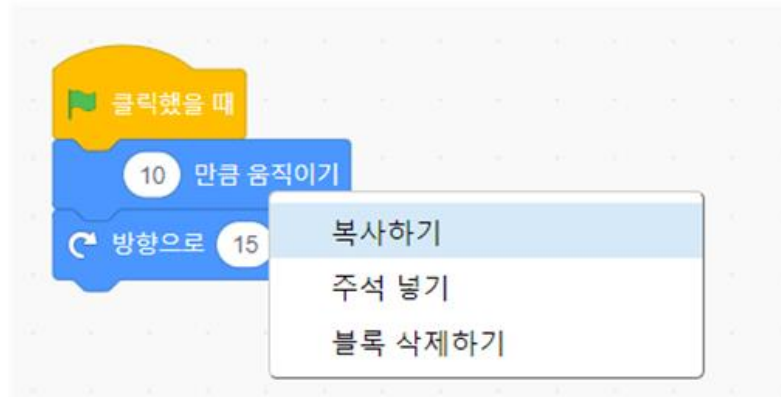 클릭했을 때
10 만큼 움직이기
방향으로 15
복사하기
주석 넣기
블록 삭제하기